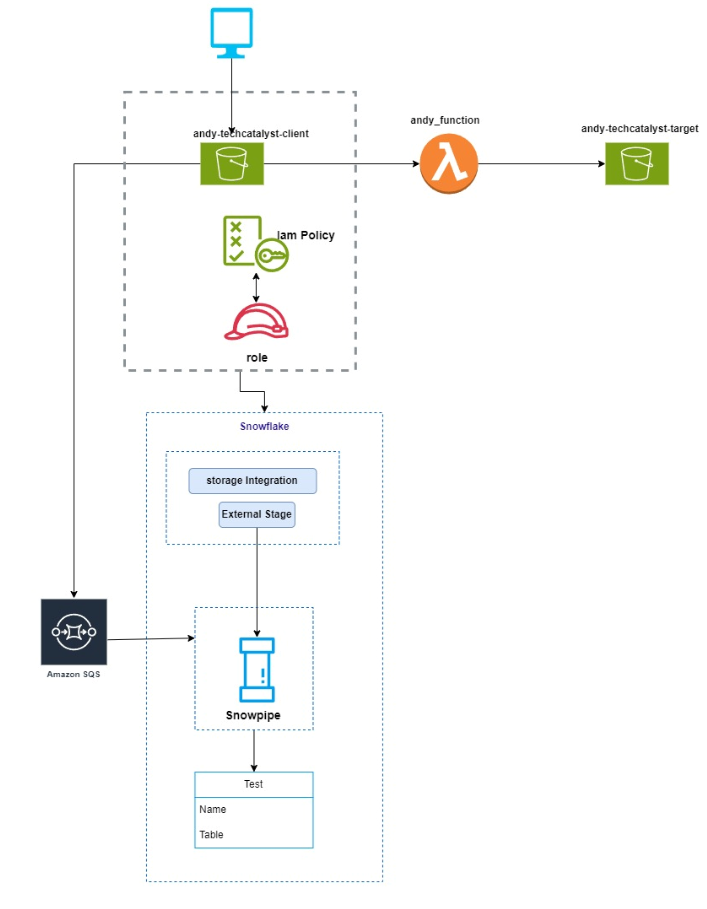 andy_function
andy-techcatalyst-target
andy-techcatalyst-client
Iam Policy
role
Snowflake
storage Integration
External Stage
Amazon SQS
Snowpipe
Test
Name
Table